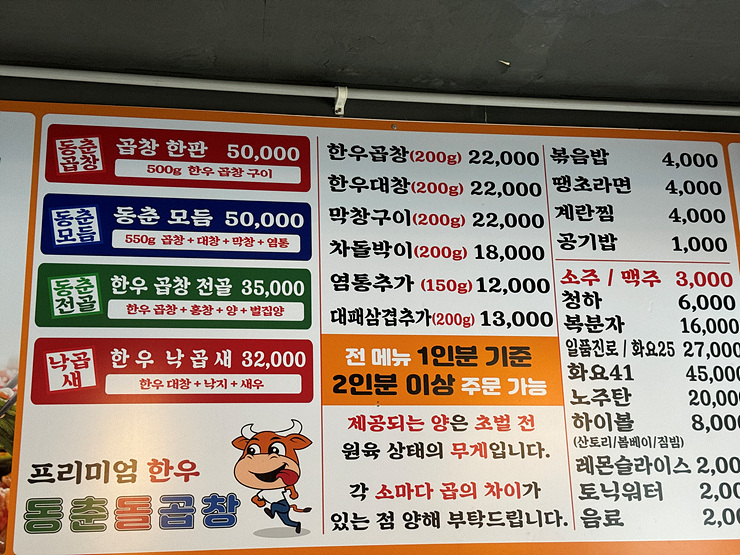 동춘
곱창
곱창 한판 50,000
500g 한우 곱창 구이
동춘
모듬
동춘 모듬 50,000
550g 곱창+대창+막창+염통
동춘
전골
한우 곱창 전골 35,000
한우 곱창+홍창+양+벌집양
낙곱
새
한우 낙곱새 32,000
한우 대창+낙지+새우
프리미엄 한우
동춘돌곱창
한우곱창(200g) 22,000
한우대창(200g) 22,000
막창구이(200g) 22,000
차돌박이(200g) 18,000
염통추가 (150g) 12,000
대패삼겹추가(200g) 13,000
전 메뉴 1인분 기준
2인분 이상 주문 가능
제공되는 양은 초벌 전
원육 상태의 무게입니다.
각 소마다 곱의 차이가
있는 점 양해 부탁드립니다.
볶음밥 4,000
땡초라면 4,000
계란찜 4,000
공기밥 1,000
소주 / 맥주 3,000
청하 6,000
복분자 16,000
일품진로 / 화요25 27,000
화요41 45,000
노주탄 20,000
하이볼 8,000
(산토리/봄베이/짐빔)
레몬슬라이스 2,00
토닉워터 2,00
음료 2,00